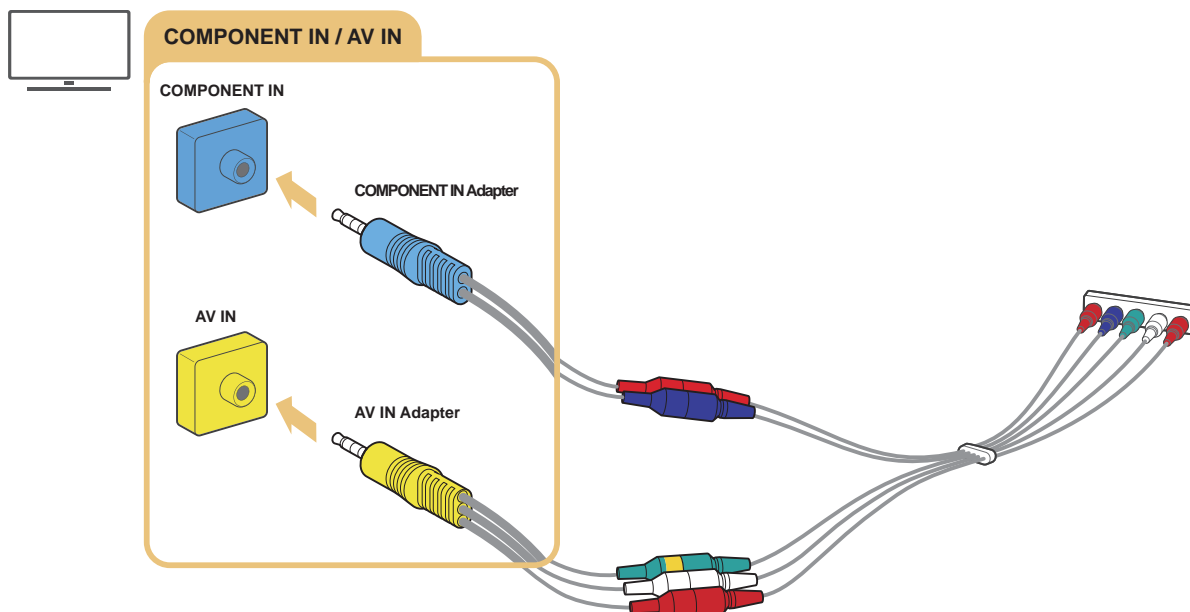 COMPONENT IN / AV IN
COMPONENT IN
COMPONENT IN Adapter
AV IN
AV IN Adapter